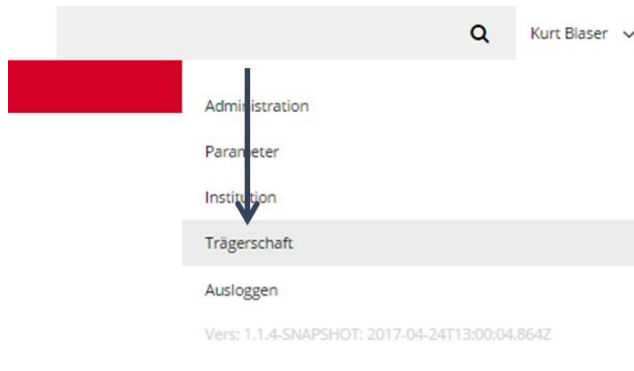 Kurt Blaser
Administration
Parameter
Institution
Trägerschaft
Ausloggen
Vers: 1.1.4-SNAPSHOT: 2017-04-24T13:00:04.864Z